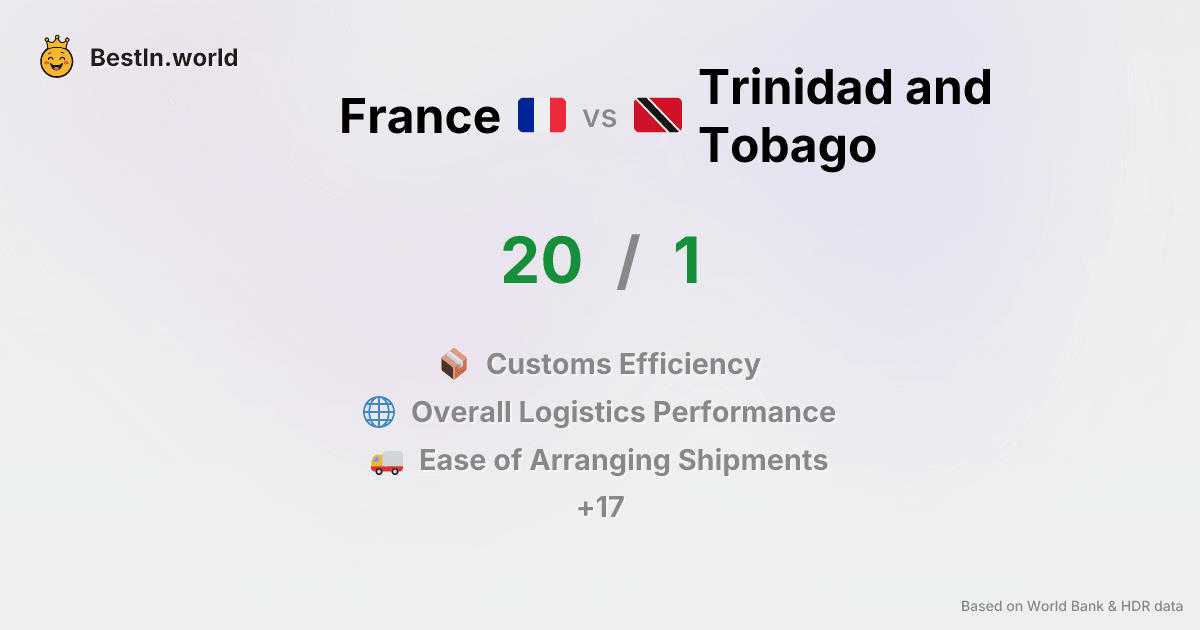 BestIn.world
France vs Trinidad and
Tobago
20 / 1
Customs Efficiency
Overall Logistics Performance
Ease of Arranging Shipments
+17
Based on World Bank & HDR data